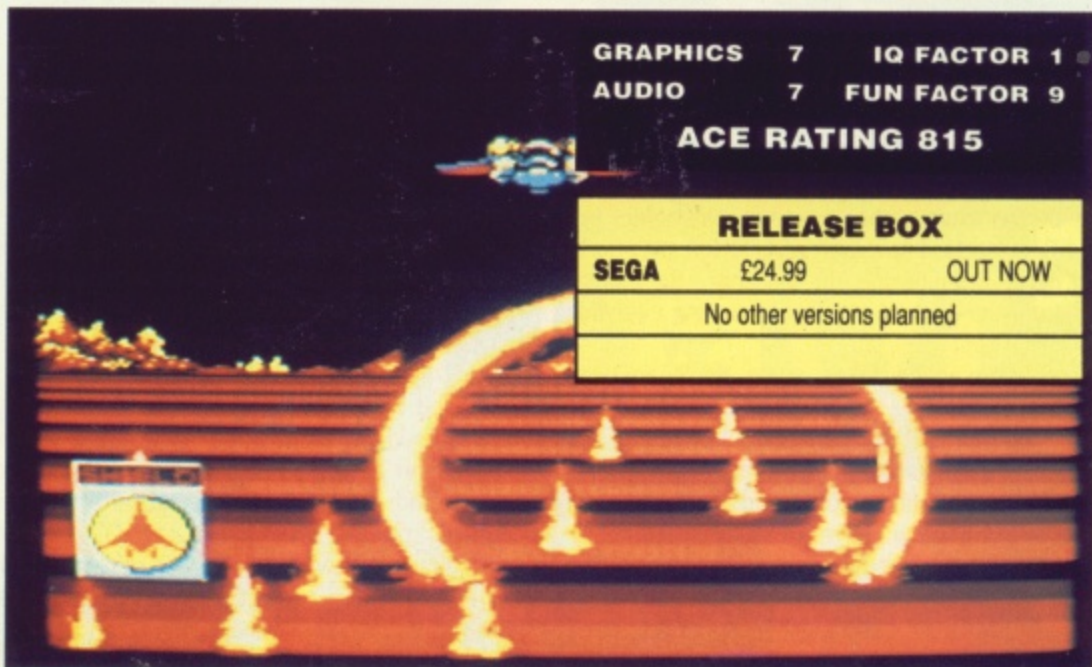 GRAPHICS 7 IQ FACTOR 1
AUDIO 7 FUN FACTOR 9
ACE RATING 815
RELEASE BOX
SEGA £24.99 OUT NOW
No other versions planned